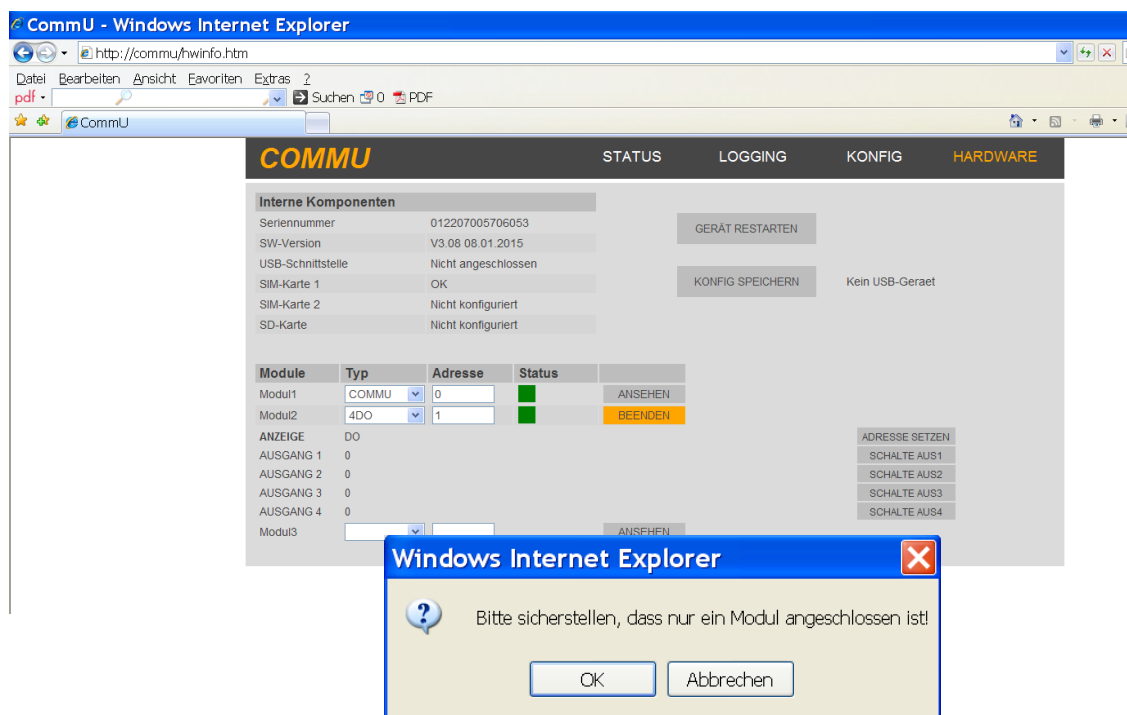 CommU - Windows Internet Explorer
http://commu/hwinfo.htm
Datei Bearbeiten Ansicht Favoriten Extras ?
pdf Suchen 0 PDF
CommU
COMMU STATUS LOGGING KONFIG HARDWARE
Interne Komponenten
Seriennummer 012207005706053
GERÄT RESTARTEN
SW-Version V3.08 08.01.2015
USB-Schnittstelle Nicht angeschlossen
SIM-Karte 1 OK
KONFIG SPEICHERN Kein USB-Geraet
SIM-Karte 2 Nicht konfiguriert
SD-Karte Nicht konfiguriert
Module Typ Adresse Status
Modul1 COMMU 0 ANSEHEN
Modul2 4DO 1 BEENDEN
ANZEIGE DO ADRESSE SETZEN
AUSGANG 1 0 SCHALTE AUS1
AUSGANG 2 0 SCHALTE AUS2
AUSGANG 3 0 SCHALTE AUS3
AUSGANG 4 0 SCHALTE AUS4
Modul3 ANSEHEN
Windows Internet Explorer
Bitte sicherstellen, dass nur ein Modul angeschlossen ist!
OK Abbrechen